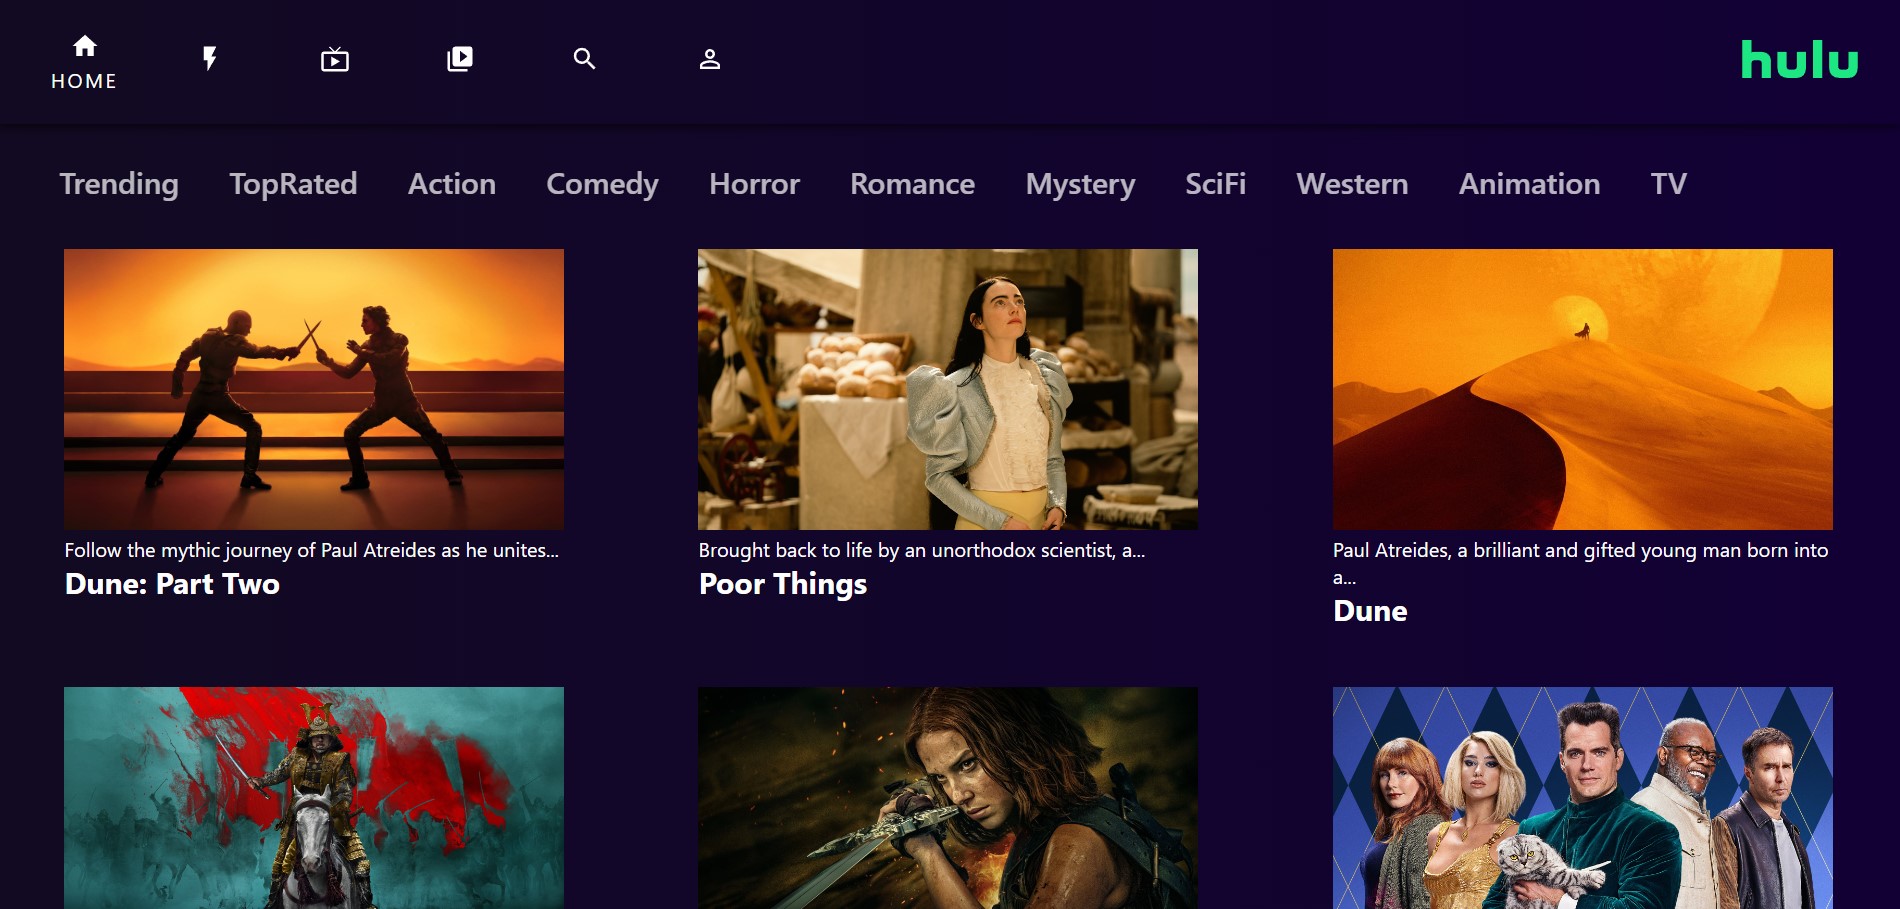 HOME
hulu
Trending TopRated Action Comedy Horror Romance Mystery SciFi Western Animation TV
Follow the mythic journey of Paul Atreides as he unites...
Dune: Part Two
Brought back to life by an unorthodox scientist, a...
Poor Things
Paul Atreides, a brilliant and gifted young man born into
a...
Dune